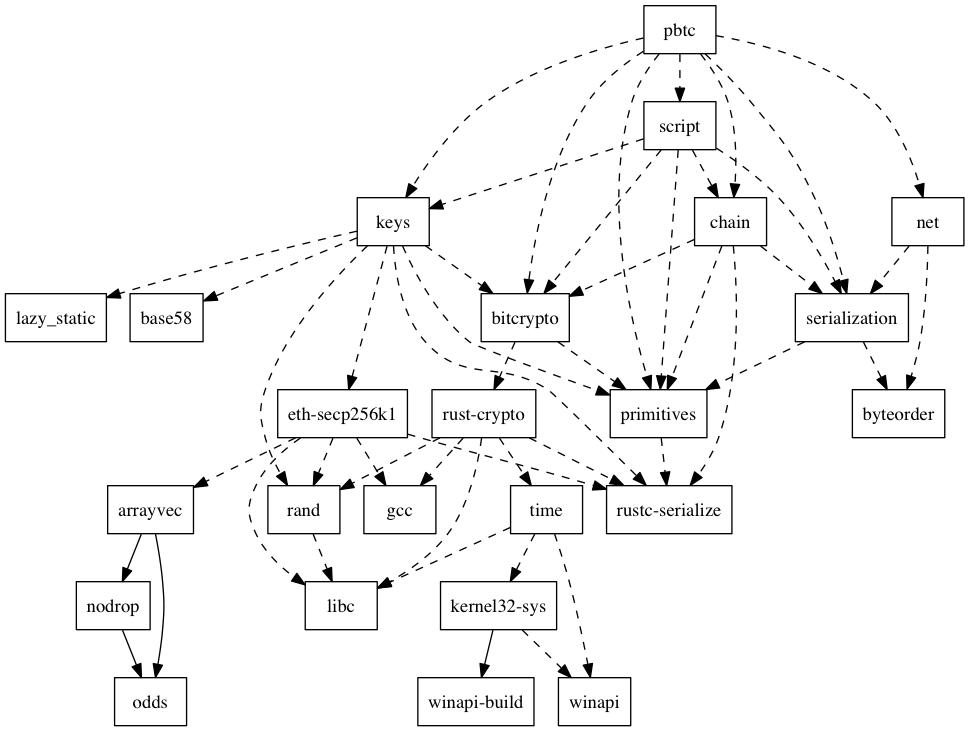 pbtc
script
keys
chain
net
lazy_static
base58
bitcrypto
serialization
eth-secp256k1
rust-crypto
primitives
byteorder
arrayvec
rand
gcc
time
rustc-serialize
nodrop
libc
kernel32-sys
odds
winapi-build
winapi